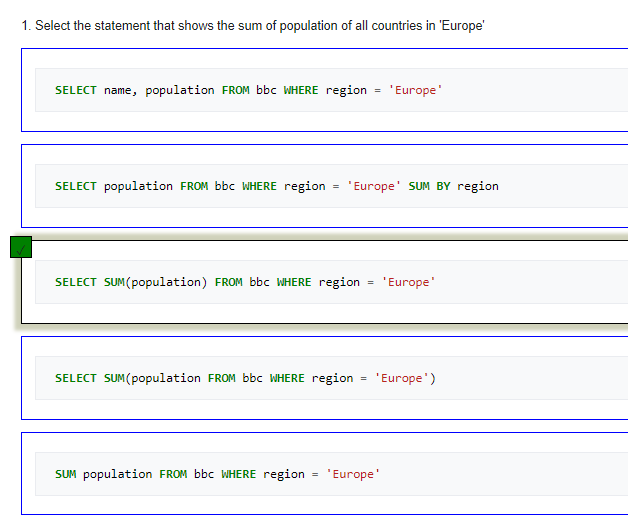 1. Select the statement that shows the sum of population of all countries in 'Europe'
SELECT name, population FROM bbc WHERE region = 'Europe'
SELECT population FROM bbc WHERE region = 'Europe' SUM BY region
SELECT SUM(population) FROM bbc WHERE region = 'Europe'
SELECT SUM(population FROM bbc WHERE region = 'Europe')
SUM population FROM bbc WHERE region = 'Europe'